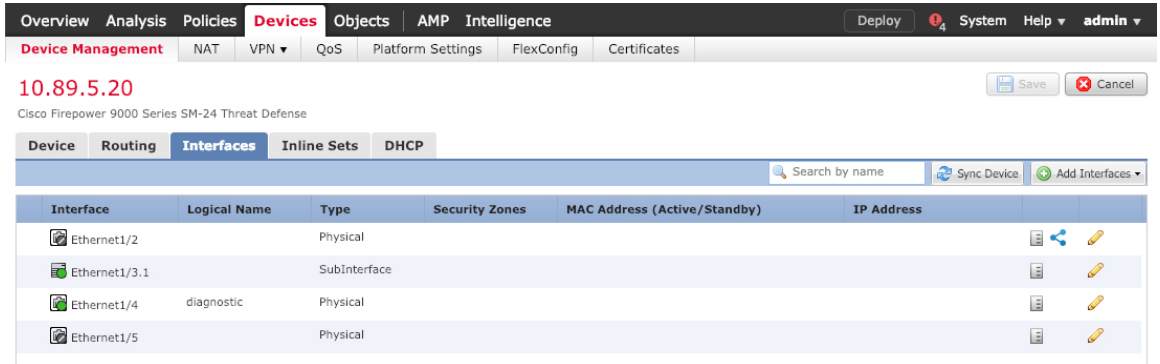 Overview Analysis Policies Devices Objects AMP Intelligence Deploy 4 System Help admin
Device Management NAT VPN QoS Platform Settings FlexConfig Certificates
10.89.5.20
Save Cancel
Cisco Firepower 9000 Series SM-24 Threat Defense
Device Routing Interfaces Inline Sets DHCP
Search by name Sync Device Add Interfaces
Interface Logical Name Type Security Zones MAC Address (Active/Standby) IP Address
Ethernet1/2 Physical
Ethernet1/3.1 SubInterface
Ethernet1/4 diagnostic Physical
Ethernet1/5 Physical